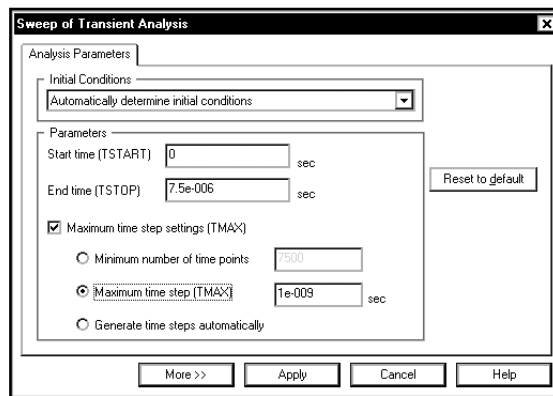 Sweep of Transient Analysis
Analysis Parameters
Initial Conditions
Automatically determine initial conditions
Parameters
Start time (TSTART) 0 sec
End time (TSTOP) 7.5e-006 sec
Reset to default
Maximum time step settings (TMAX)
Minimum number of time points 7500
Maximum time step (TMAX) 1e-009 sec
Generate time steps automatically
More >> Apply Cancel Help